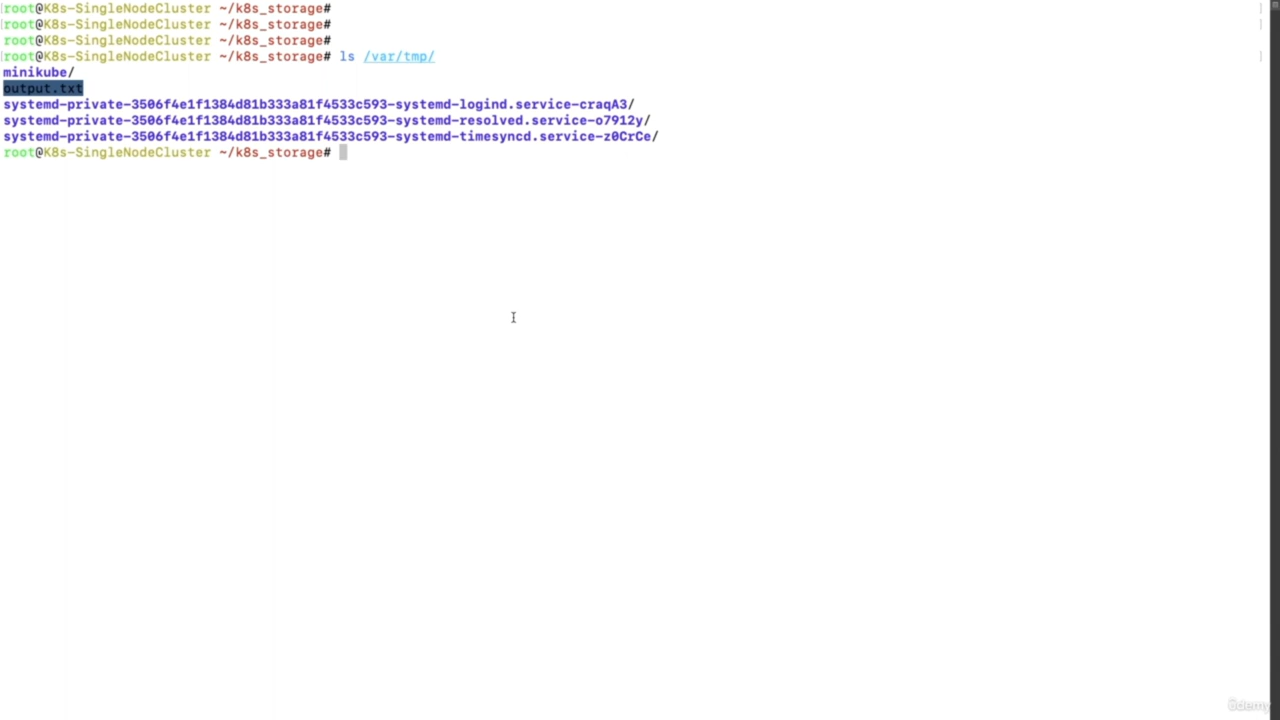 root@K8s-SingleNodeCluster ~/k8s_storage#
root@K8s-SingleNodeCluster ~/k8s_storage#
root@K8s-SingleNodeCluster ~/k8s_storage#
root@K8s-SingleNodeCluster ~/k8s_storage# ls /var/tmp/
minikube/
output.txt
systemd-private-3506f4e1f1384d81b333a81f4533c593-systemd-logind.service-craqA3/
systemd-private-3506f4e1f1384d81b333a81f4533c593-systemd-resolved.service-o7912y/
systemd-private-3506f4e1f1384d81b333a81f4533c593-systemd-timesyncd.service-z0CrCe/
root@K8s-SingleNodeCluster ~/k8s_storage#
ûdemy